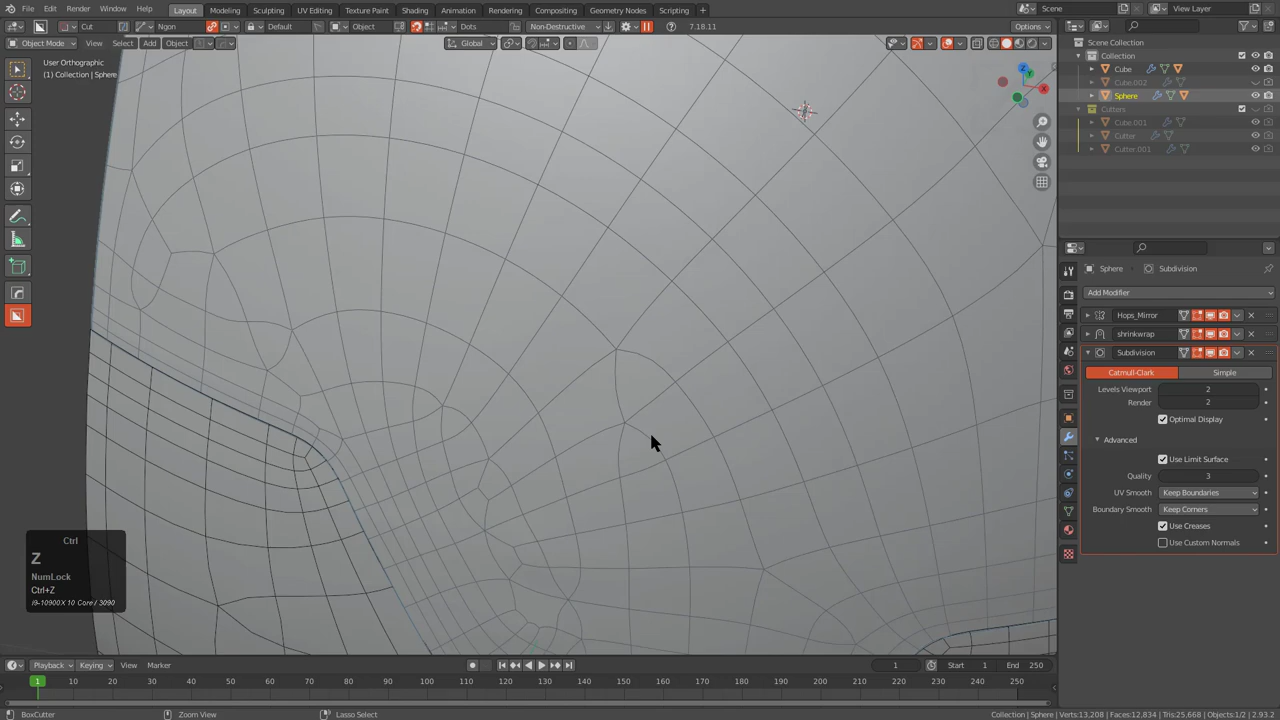 File Edit Render Window Help Layout Modeling Sculpting UV Editing Texture Paint Shading Animation Rendering Compositing Geometry Nodes Scripting + Scene View Layer
Cut Ngon Default Object Dots Non-Destructive 7.18.11 Options
Object Mode View Select Add Object Global
User Orthographic
(1) Collection | Sphere
Scene Collection
Collection
Cube
Cube.002
Sphere
Cutters
Cube.001
Cutter
Cutter.001
Z
Y
X
Sphere Subdivision
Add Modifier
Hops_Mirror
shrinkwrap
Subdivision
Catmull-Clark Simple
Levels Viewport 2
Render 2
Optimal Display
Advanced
Use Limit Surface
Quality 3
UV Smooth Keep Boundaries
Boundary Smooth Keep Corners
Use Creases
Use Custom Normals
Ctrl
Z
NumLock
Ctrl+Z
i9-10900X 10 Core / 3090
Playback Keying View Marker 1 Start 1 End 250
1 10 20 30 40 50 60 70 80 90 100 110 120 130 140 150 160 170 180 190 200 210 220 230 240 250
BoxCutter Zoom View Lasso Select Collection | Sphere | Verts:13,208 | Faces:12,834 | Tris:25,668 | Objects:1/2 | 2.93.2